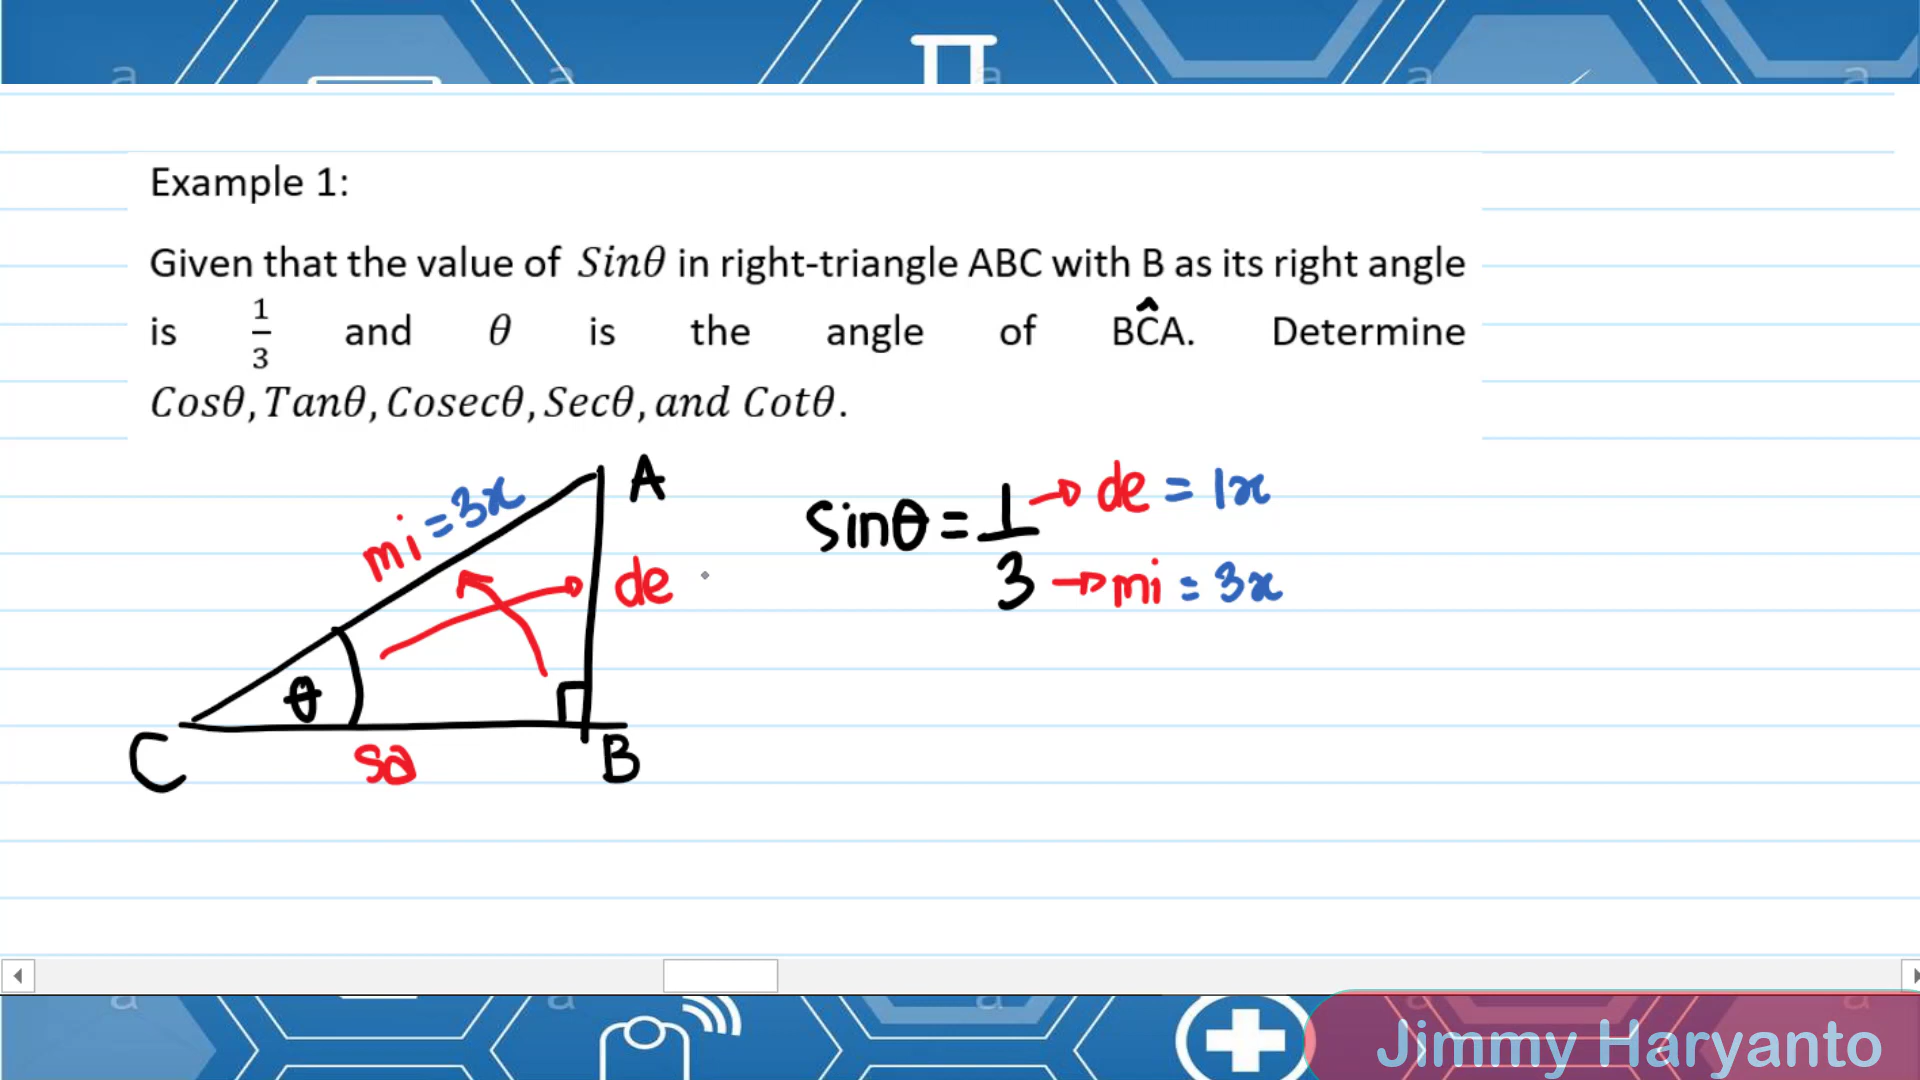 Example 1:
Given that the value of Sinθ in right-triangle ABC with B as its right angle
is 1/3 and θ is the angle of BĈA. Determine
Cosθ, Tanθ, Cosecθ, Secθ, and Cotθ.
A
mi = 3x
de
θ
C
sa
B
sinθ = 1/3
→ de = 1x
→ mi = 3x
Jimmy Haryanto